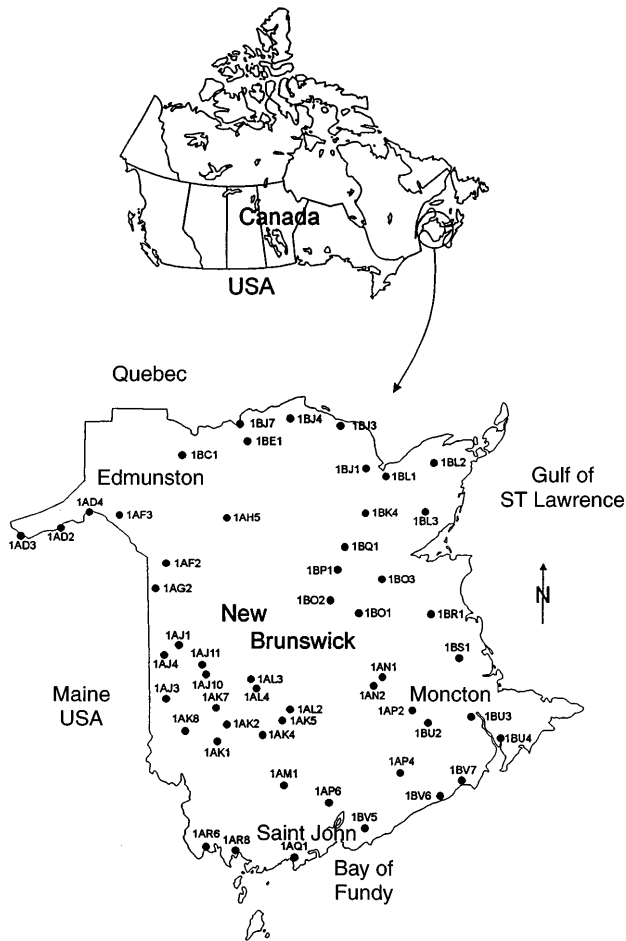 Canada
USA
Quebec
1BJ7
1BJ4
1BJ3
1BE1
1BC1
1BJ1
1BL1
1BL2
Edmunston
Gulf of
ST Lawrence
1AD4
1AF3
1AH5
1BK4
1BL3
1AD3
1AD2
1BQ1
1AF2
1BP1
1BO3
1AG2
N
1BO2
1BO1
1BR1
New
Brunswick
1AJ1
1AJ11
1AJ4
1BS1
1AJ10
1AL3
1AN1
1AJ3
1AK7
1AL4
1AN2
Moncton
Maine
USA
1AL2
1AP2
1BU3
1AK8
1AK2
1AK5
1BU2
1AK4
1BU4
1AK1
1AP4
1AM1
1BV7
1AP6
1BV6
1BV5
Saint John
1AR6
1AR8
1AQ1
Bay of
Fundy